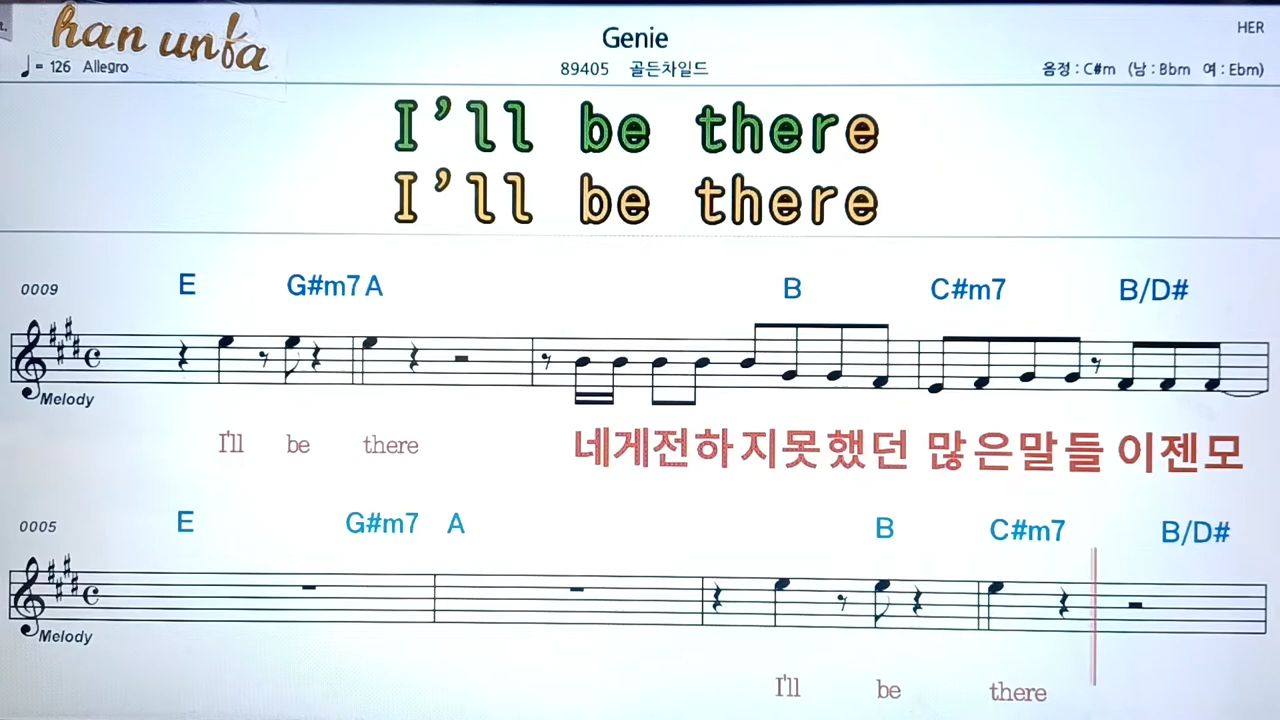 han unfa
Genie
HER
♩ = 126 Allegro
89405 골든차일드
음정 : C#m (남 : Bbm 여 : Ebm)
I'll be there
I'll be there
0009 E G#m7 A B C#m7 B/D#
Melody
I'll be there 네게전하지못했던 많은말들 이젠모
0005 E G#m7 A B C#m7 B/D#
Melody
I'll be there